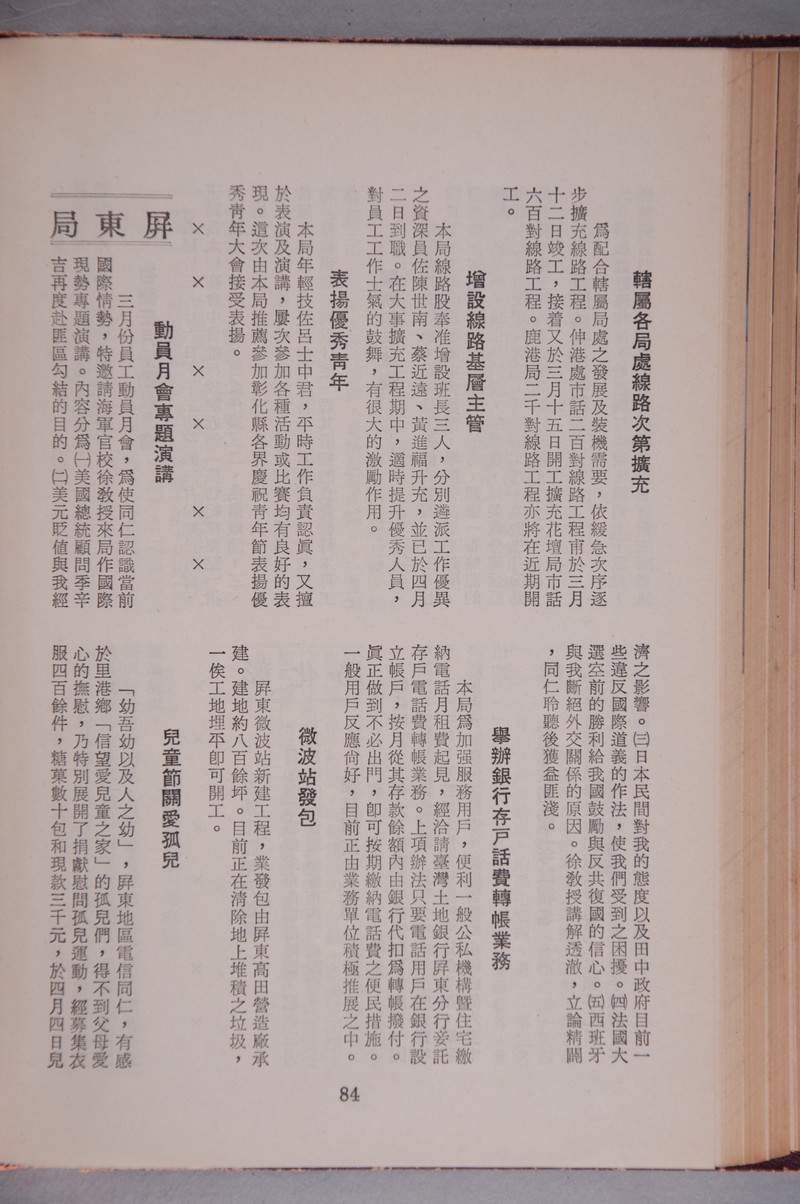 轄屬各局處線路次第擴充
爲配合轄屬局處之發展及裝機需要，依緩急次序逐
步擴充線路工程。伸港處市話二百對線路工程甫於三月
十二日竣工，接着又於三月十五日開工擴充花壇局市話
六百對線路工程。鹿港局二千對線路工程亦將在近期開
工。
增設線路基層主管
本局線路股奉准增設班長三人，分別遴派工作優異
之資深員佐陳世南、蔡近遠、黃進福升充，並已於四月
二日到職。在大事擴充工程期中，適時提升優秀人員，
對員工工作士氣的鼓舞，有很大的激勵作用。
表揚優秀青年
本局年輕技佐呂士中君，平時工作負責認眞，又擅
於表演及演講，屢次參加各種活動或比賽均有良好的表
現。這次由本局推薦參加彰化縣各界慶祝青年節表揚優
秀青年大會接受表揚。
×　×　×　×　×　×
屏東局
動員月會專題演講
三月份員工動員月會，爲使同仁認識當前
國際情勢，特邀請海軍官校徐敎授來局作國際
現勢專題演講。內容分爲㈠美國總統顧問季辛
吉再度赴匪區勾結的目的。㈡美元貶值與我經
濟之影響。㈢日本民間對我的態度以及田中政府目前一
些違反國際道義的作法，使我們受到之困擾。㈣法國大
選空前的勝利給我國鼓勵與反共復國的信心。㈤西班牙
與我斷絕外交關係的原因。徐敎授講解透澈，立論精闢
，同仁聆聽後獲益匪淺。
舉辦銀行存戶話費轉帳業務
本局爲加强服務用戶，便利一般公私機構暨住宅繳
納電話月租費起見，經洽請臺灣土地銀行屏東分行妥託
存戶電話費轉帳業務。上項辦法只要電話用戶在銀行設
立帳戶，按月從其存款餘額內由銀行代扣爲轉帳撥付。
眞正做到不必出門，卽可按期繳納電話費之便民措施。
一般用戶反應尙好，目前正由業務單位積極推展之中。
微波站發包
屏東微波站新建工程，業發包由屏東高田營造廠承
建。建地約八百餘坪。目前正在淸除地上堆積之垃圾，
一俟工地埋平卽可開工。
兒童節關愛孤兒
「幼吾幼以及人之幼」，屏東地區電信同仁，有感
於里港鄉「信望愛兒童之家」的孤兒們，得不到父母愛
心的撫慰，乃特別展開了捐獻慰問孤兒運動，經募集衣
服四百餘件，糖菓數十包和現款三千元，於四月四日兒
84